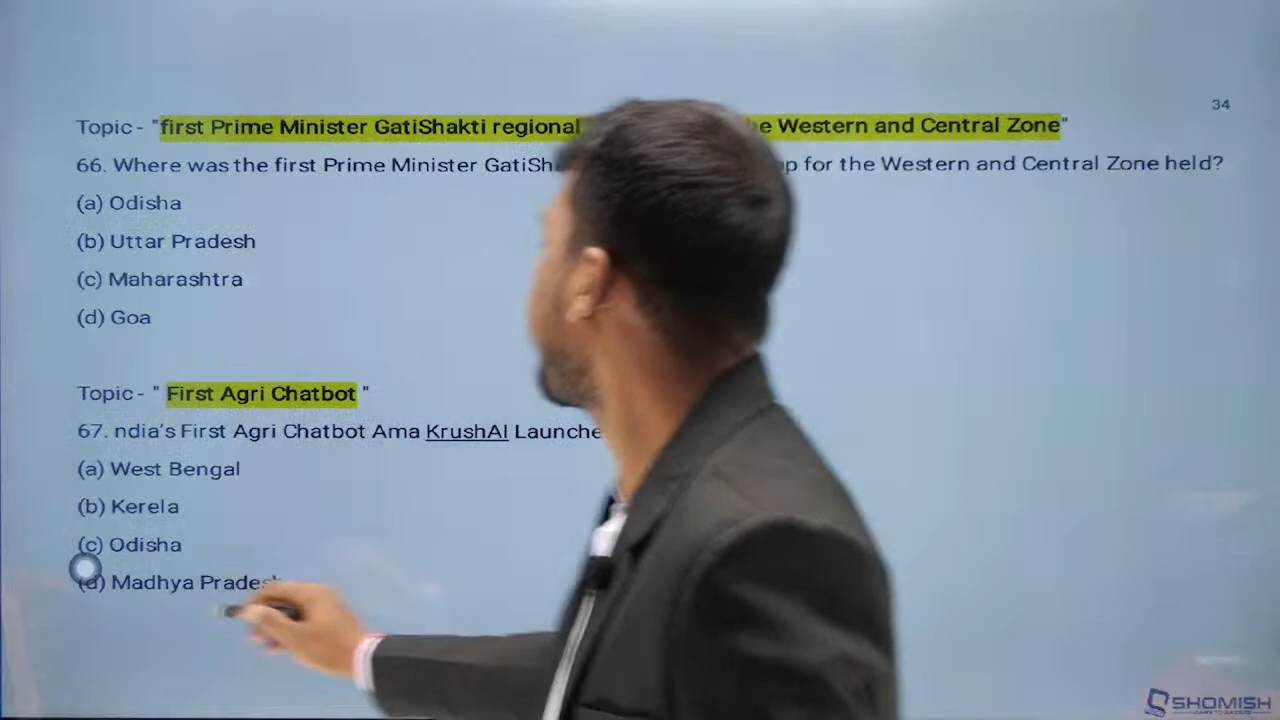 34
Topic - "first Prime Minister GatiShakti regional he Western and Central Zone"
66. Where was the first Prime Minister GatiSh p for the Western and Central Zone held?
(a) Odisha
(b) Uttar Pradesh
(c) Maharashtra
(d) Goa
Topic - " First Agri Chatbot "
67. ndia's First Agri Chatbot Ama KrushAI Launche
(a) West Bengal
(b) Kerela
(c) Odisha
(d) Madhya Pradesh
SHOMISH